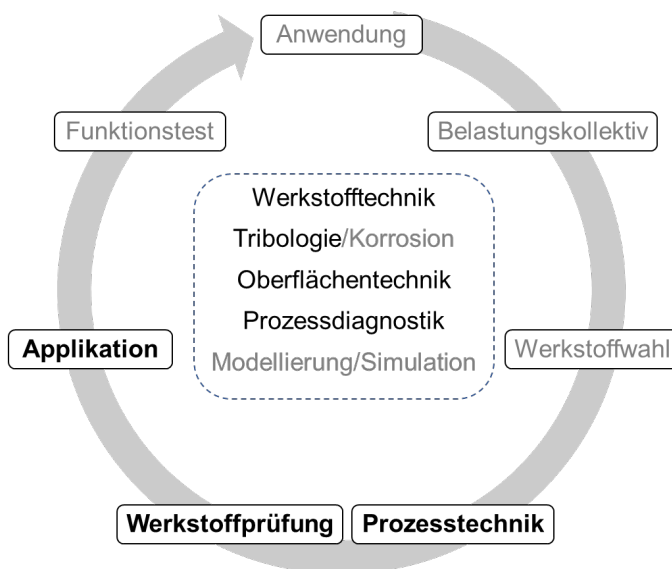 Anwendung
Funktionstest
Belastungskollektiv
Werkstofftechnik
Tribologie/Korrosion
Oberflächentechnik
Prozessdiagnostik
Modellierung/Simulation
Applikation
Werkstoffwahl
Werkstoffprüfung
Prozesstechnik